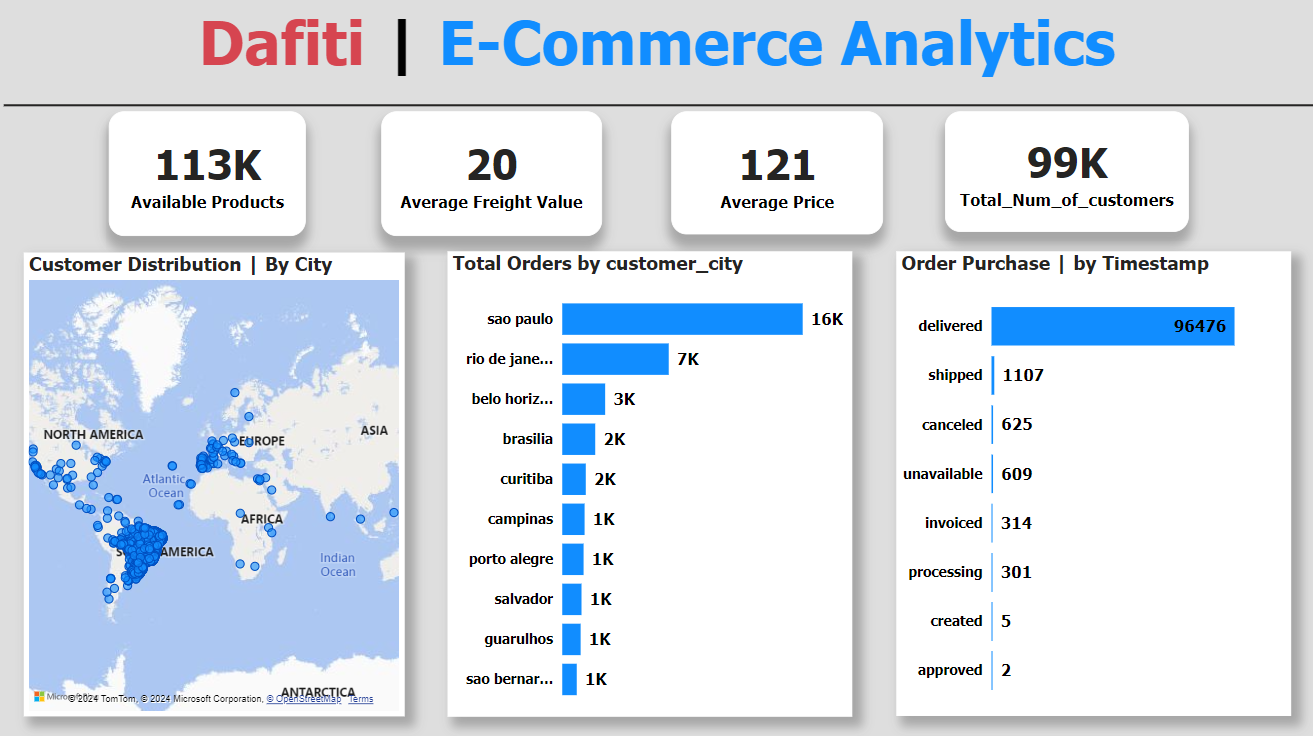 Dafiti | E-Commerce Analytics
113K
Available Products
20
Average Freight Value
121
Average Price
99K
Total_Num_of_customers
Customer Distribution | By City
NORTH AMERICA
EUROPE
ASIA
Atlantic
Ocean
AFRICA
AMERICA
Indian
Ocean
ANTARCTICA
© 2024 TomTom, © 2024 Microsoft Corporation, © OpenStreetMap Terms
Total Orders by customer_city
sao paulo 16K
rio de jane... 7K
belo horiz... 3K
brasilia 2K
curitiba 2K
campinas 1K
porto alegre 1K
salvador 1K
guarulhos 1K
sao bernar... 1K
Order Purchase | by Timestamp
delivered 96476
shipped 1107
canceled 625
unavailable 609
invoiced 314
processing 301
created 5
approved 2